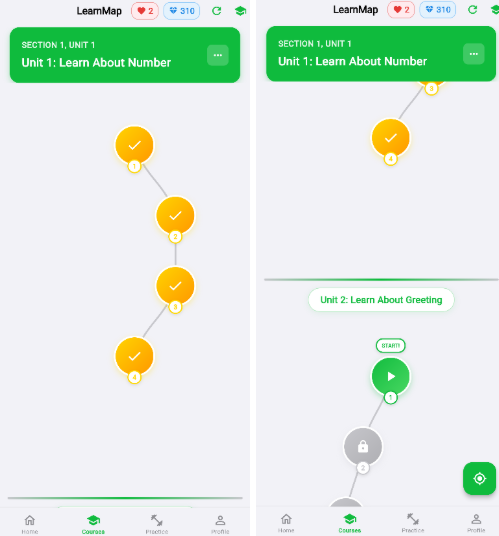 LearnMap
2
310
SECTION 1, UNIT 1
Unit 1: Learn About Number
1
2
3
4
Home
Courses
Practice
Profile
LearnMap
2
310
SECTION 1, UNIT 1
Unit 1: Learn About Number
3
4
Unit 2: Learn About Greeting
START!
1
2
Home
Courses
Practice
Profile